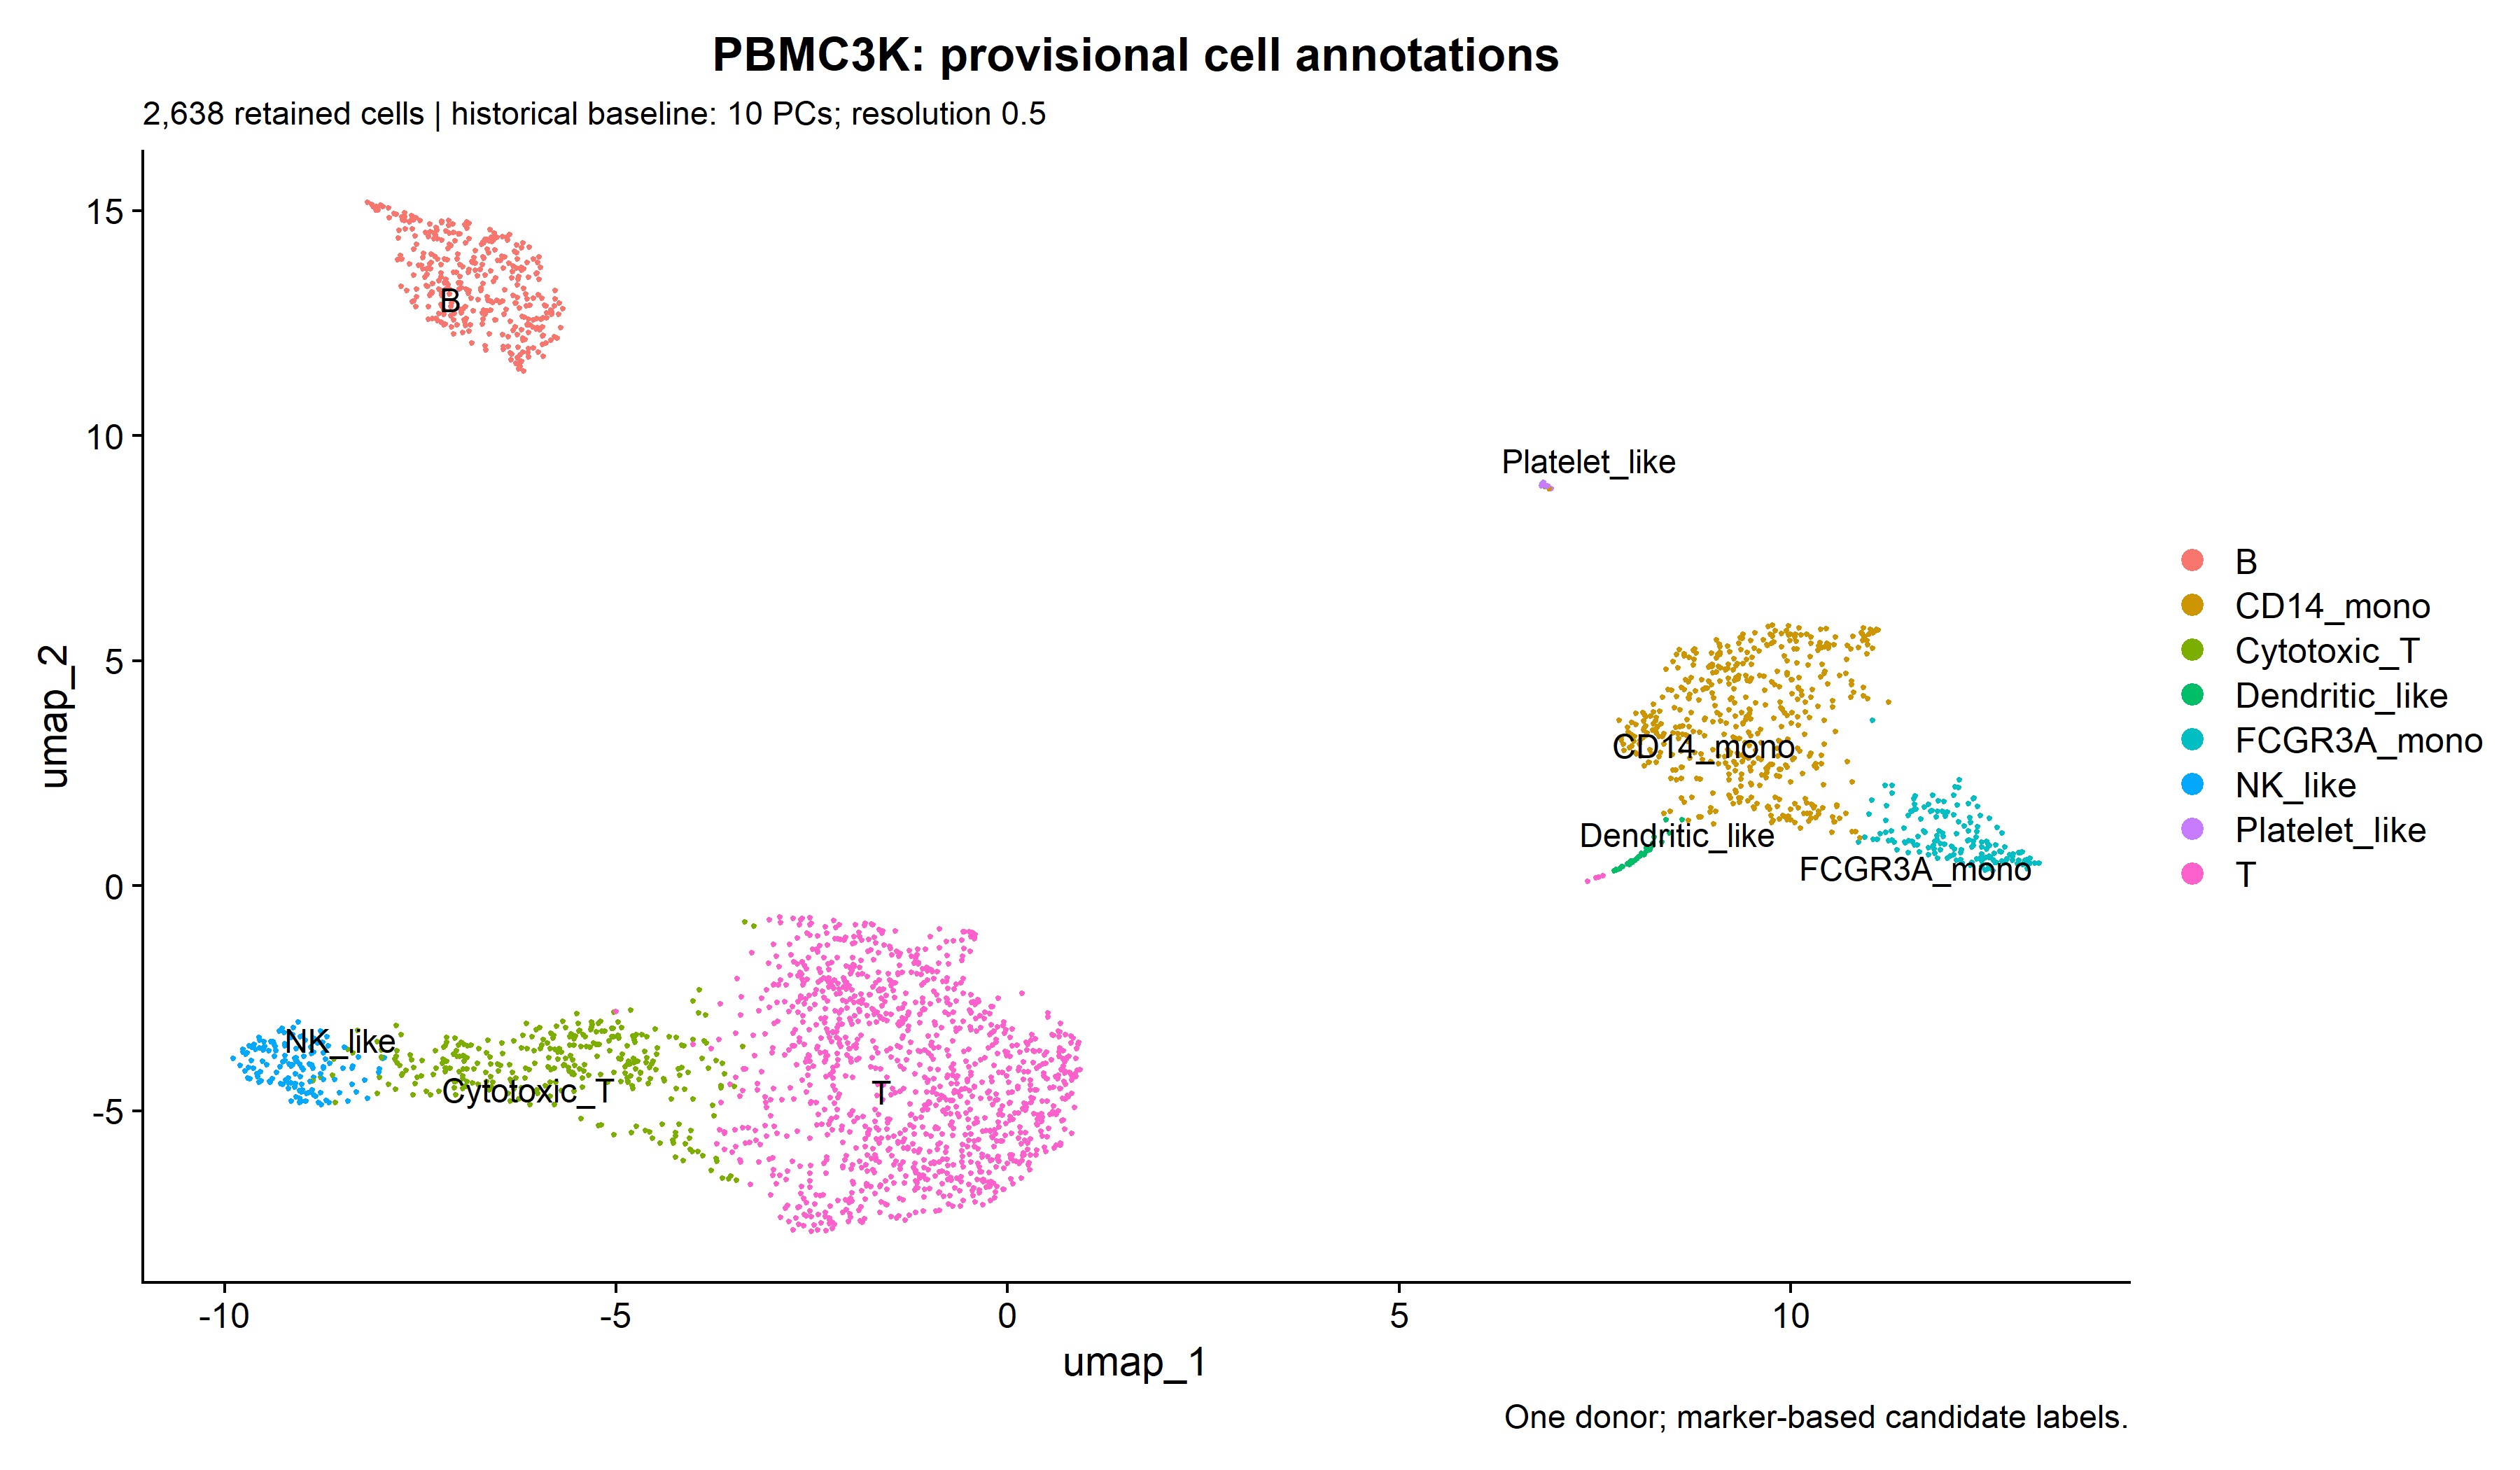 PBMC3K: provisional cell annotations
2,638 retained cells | historical baseline: 10 PCs; resolution 0.5
15
10
5
0
-5
umap_2
B
Platelet_like
CD14_mono
Dendritic_like
FCGR3A_mono
NK_like
Cytotoxic_T
T
-10
-5
0
5
10
umap_1
B
CD14_mono
Cytotoxic_T
Dendritic_like
FCGR3A_mono
NK_like
Platelet_like
T
One donor; marker-based candidate labels.